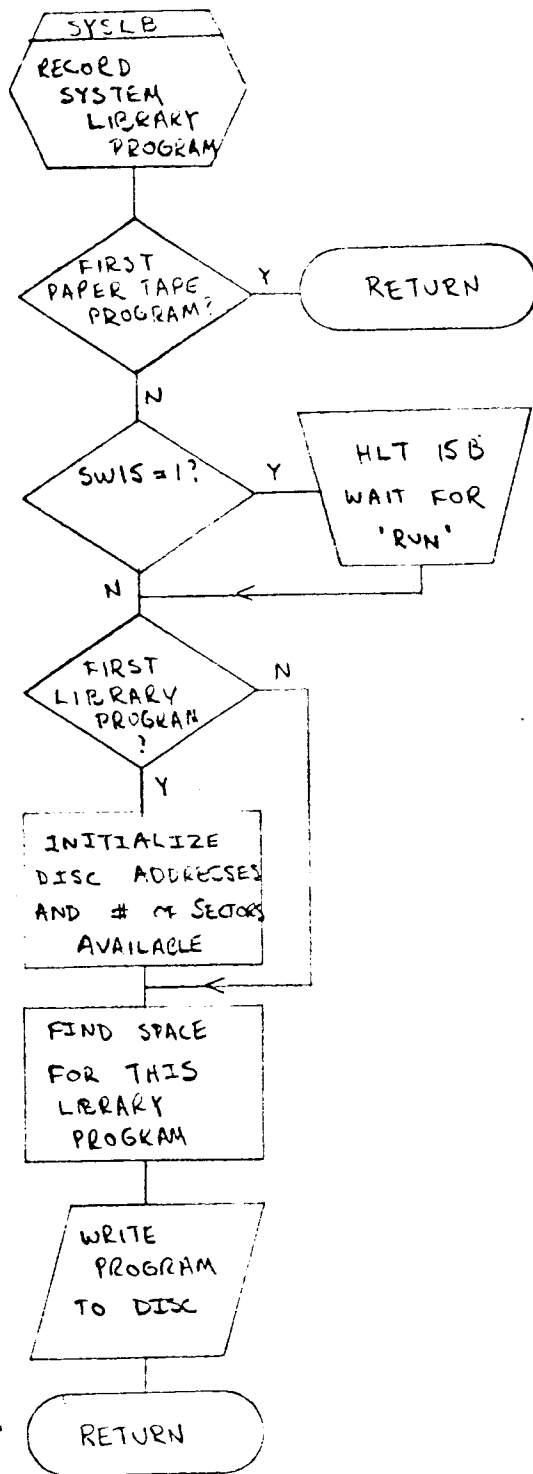 SYSLB
RECORD
SYSTEM
LIBRARY
PROGRAM
FIRST
PAPER TAPE
PROGRAM?
Y
RETURN
N
SW15 = 1?
Y
HLT 15B
WAIT FOR
'RUN'
N
FIRST
LIBRARY
PROGRAM
?
N
Y
INITIALIZE
DISC ADDRESSES
AND # OF SECTORS
AVAILABLE
FIND SPACE
FOR THIS
LIBRARY
PROGRAM
WRITE
PROGRAM
TO DISC
RETURN